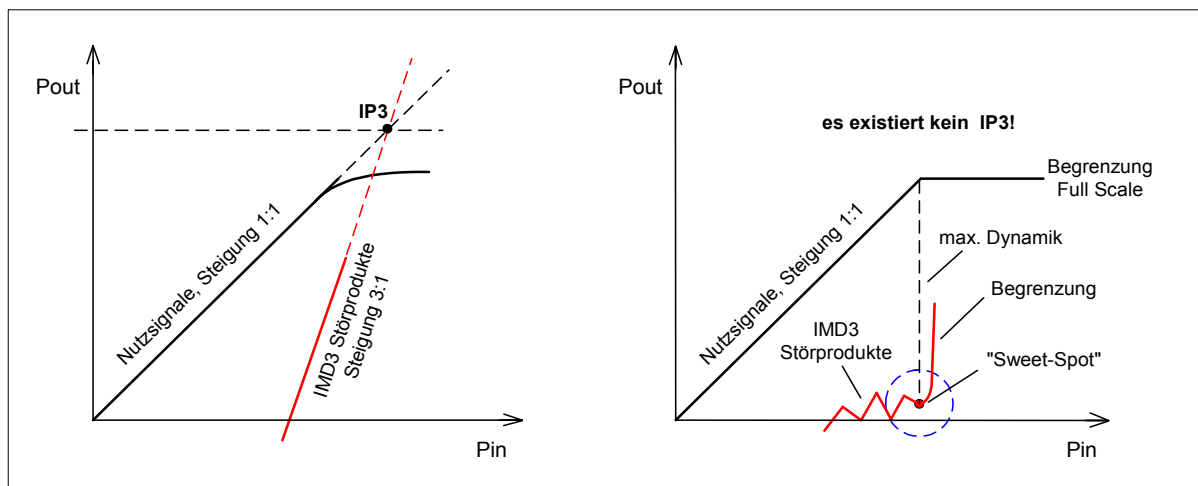 Pout
IP3
Nutzsignale, Steigung 1:1
IMD3 Störprodukte
Steigung 3:1
Pin
Pout
es existiert kein IP3!
Begrenzung
Full Scale
Nutzsignale, Steigung 1:1
max. Dynamik
Begrenzung
IMD3
Störprodukte
"Sweet-Spot"
Pin